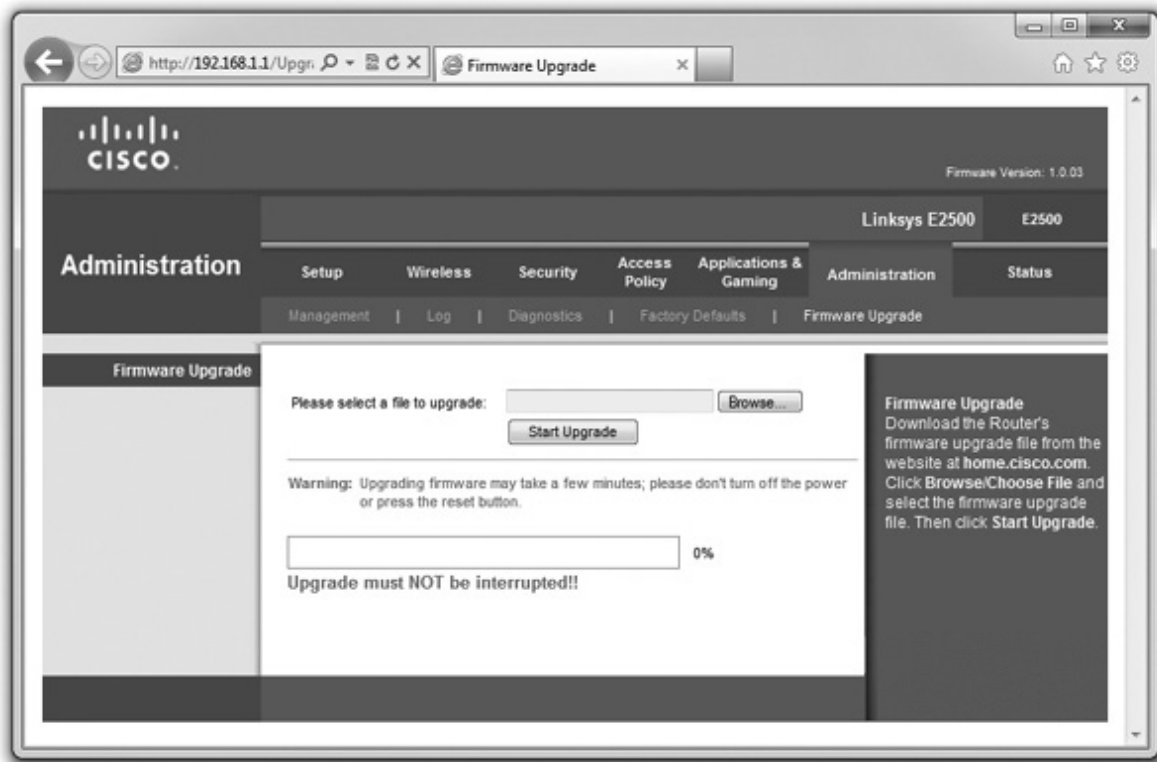 http://192.168.1.1/Upgr
Firmware Upgrade
CISCO.
Firmware Version: 1.0.03
Linksys E2500
E2500
Administration
Setup
Wireless
Security
Access
Policy
Applications &
Gaming
Administration
Status
Management | Log | Diagnostics | Factory Defaults | Firmware Upgrade
Firmware Upgrade
Please select a file to upgrade:
Browse...
Start Upgrade
Warning: Upgrading firmware may take a few minutes; please don't turn off the power
or press the reset button.
0%
Upgrade must NOT be interrupted!!
Firmware Upgrade
Download the Router's
firmware upgrade file from the
website at home.cisco.com.
Click Browse/Choose File and
select the firmware upgrade
file. Then click Start Upgrade.